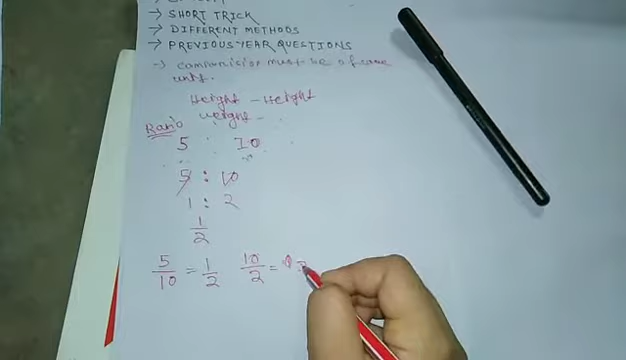 → SHORT TRICK
→ DIFFERENT METHODS
→ PREVIOUS YEAR QUESTIONS
→ comparision must be of same
unit.
Height - Height
weight -
Ratio
5 : 10
5 : 10
1 : 2
1/2
5/10 = 1/2 10/2 =